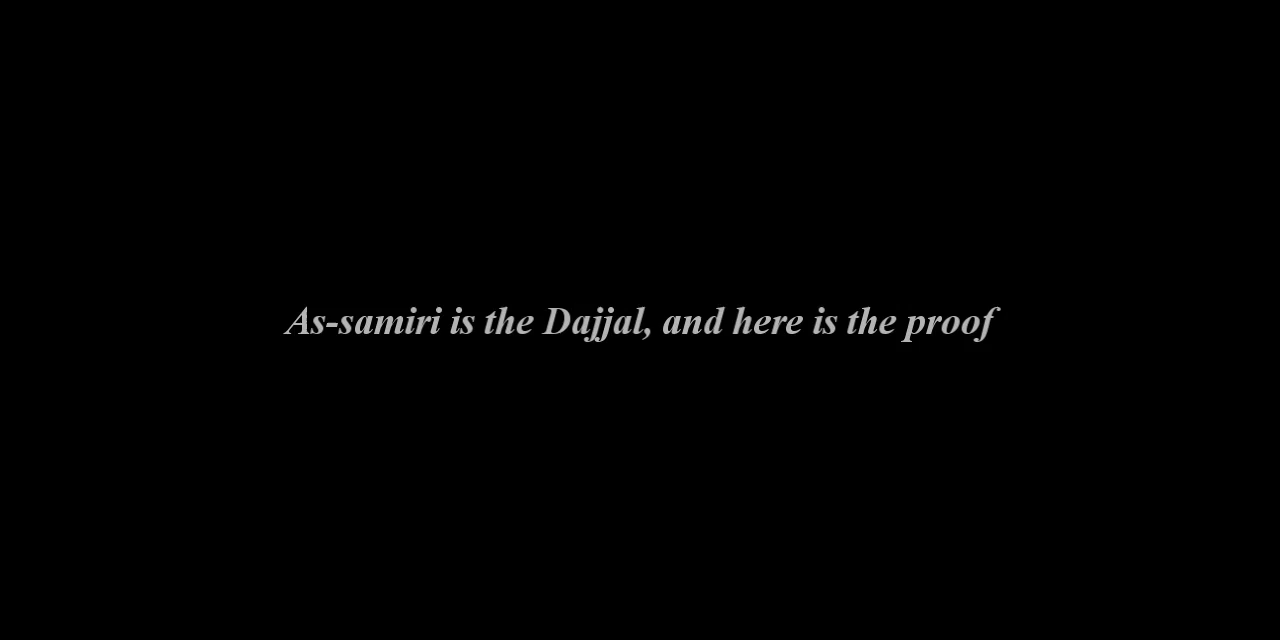 As-samiri is the Dajjal, and here is the proof